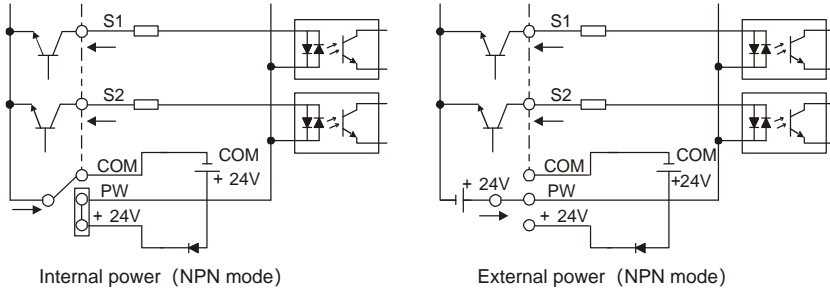 S1
S2
COM
COM
+ 24V
PW
+ 24V
Internal power (NPN mode)
S1
S2
COM
COM
+24V
+ 24V
PW
+ 24V
External power (NPN mode)